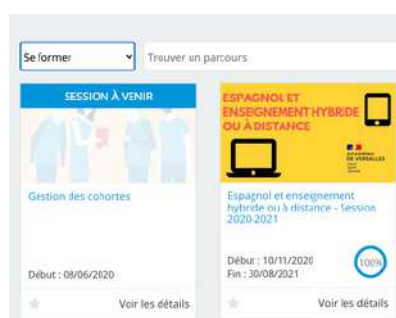 Se former
Trouver un parcours
SESSION À VENIR
Gestion des cohortes
Début : 08/06/2020
Voir les détails
ESPAGNOL ET
ENSEIGNEMENT HYBRIDE
OU À DISTANCE
DE VERSAILLES
Espagnol et enseignement
hybride ou à distance - Session
2020-2021
Début : 10/11/2020
Fin : 30/08/2021
100%
Voir les détails